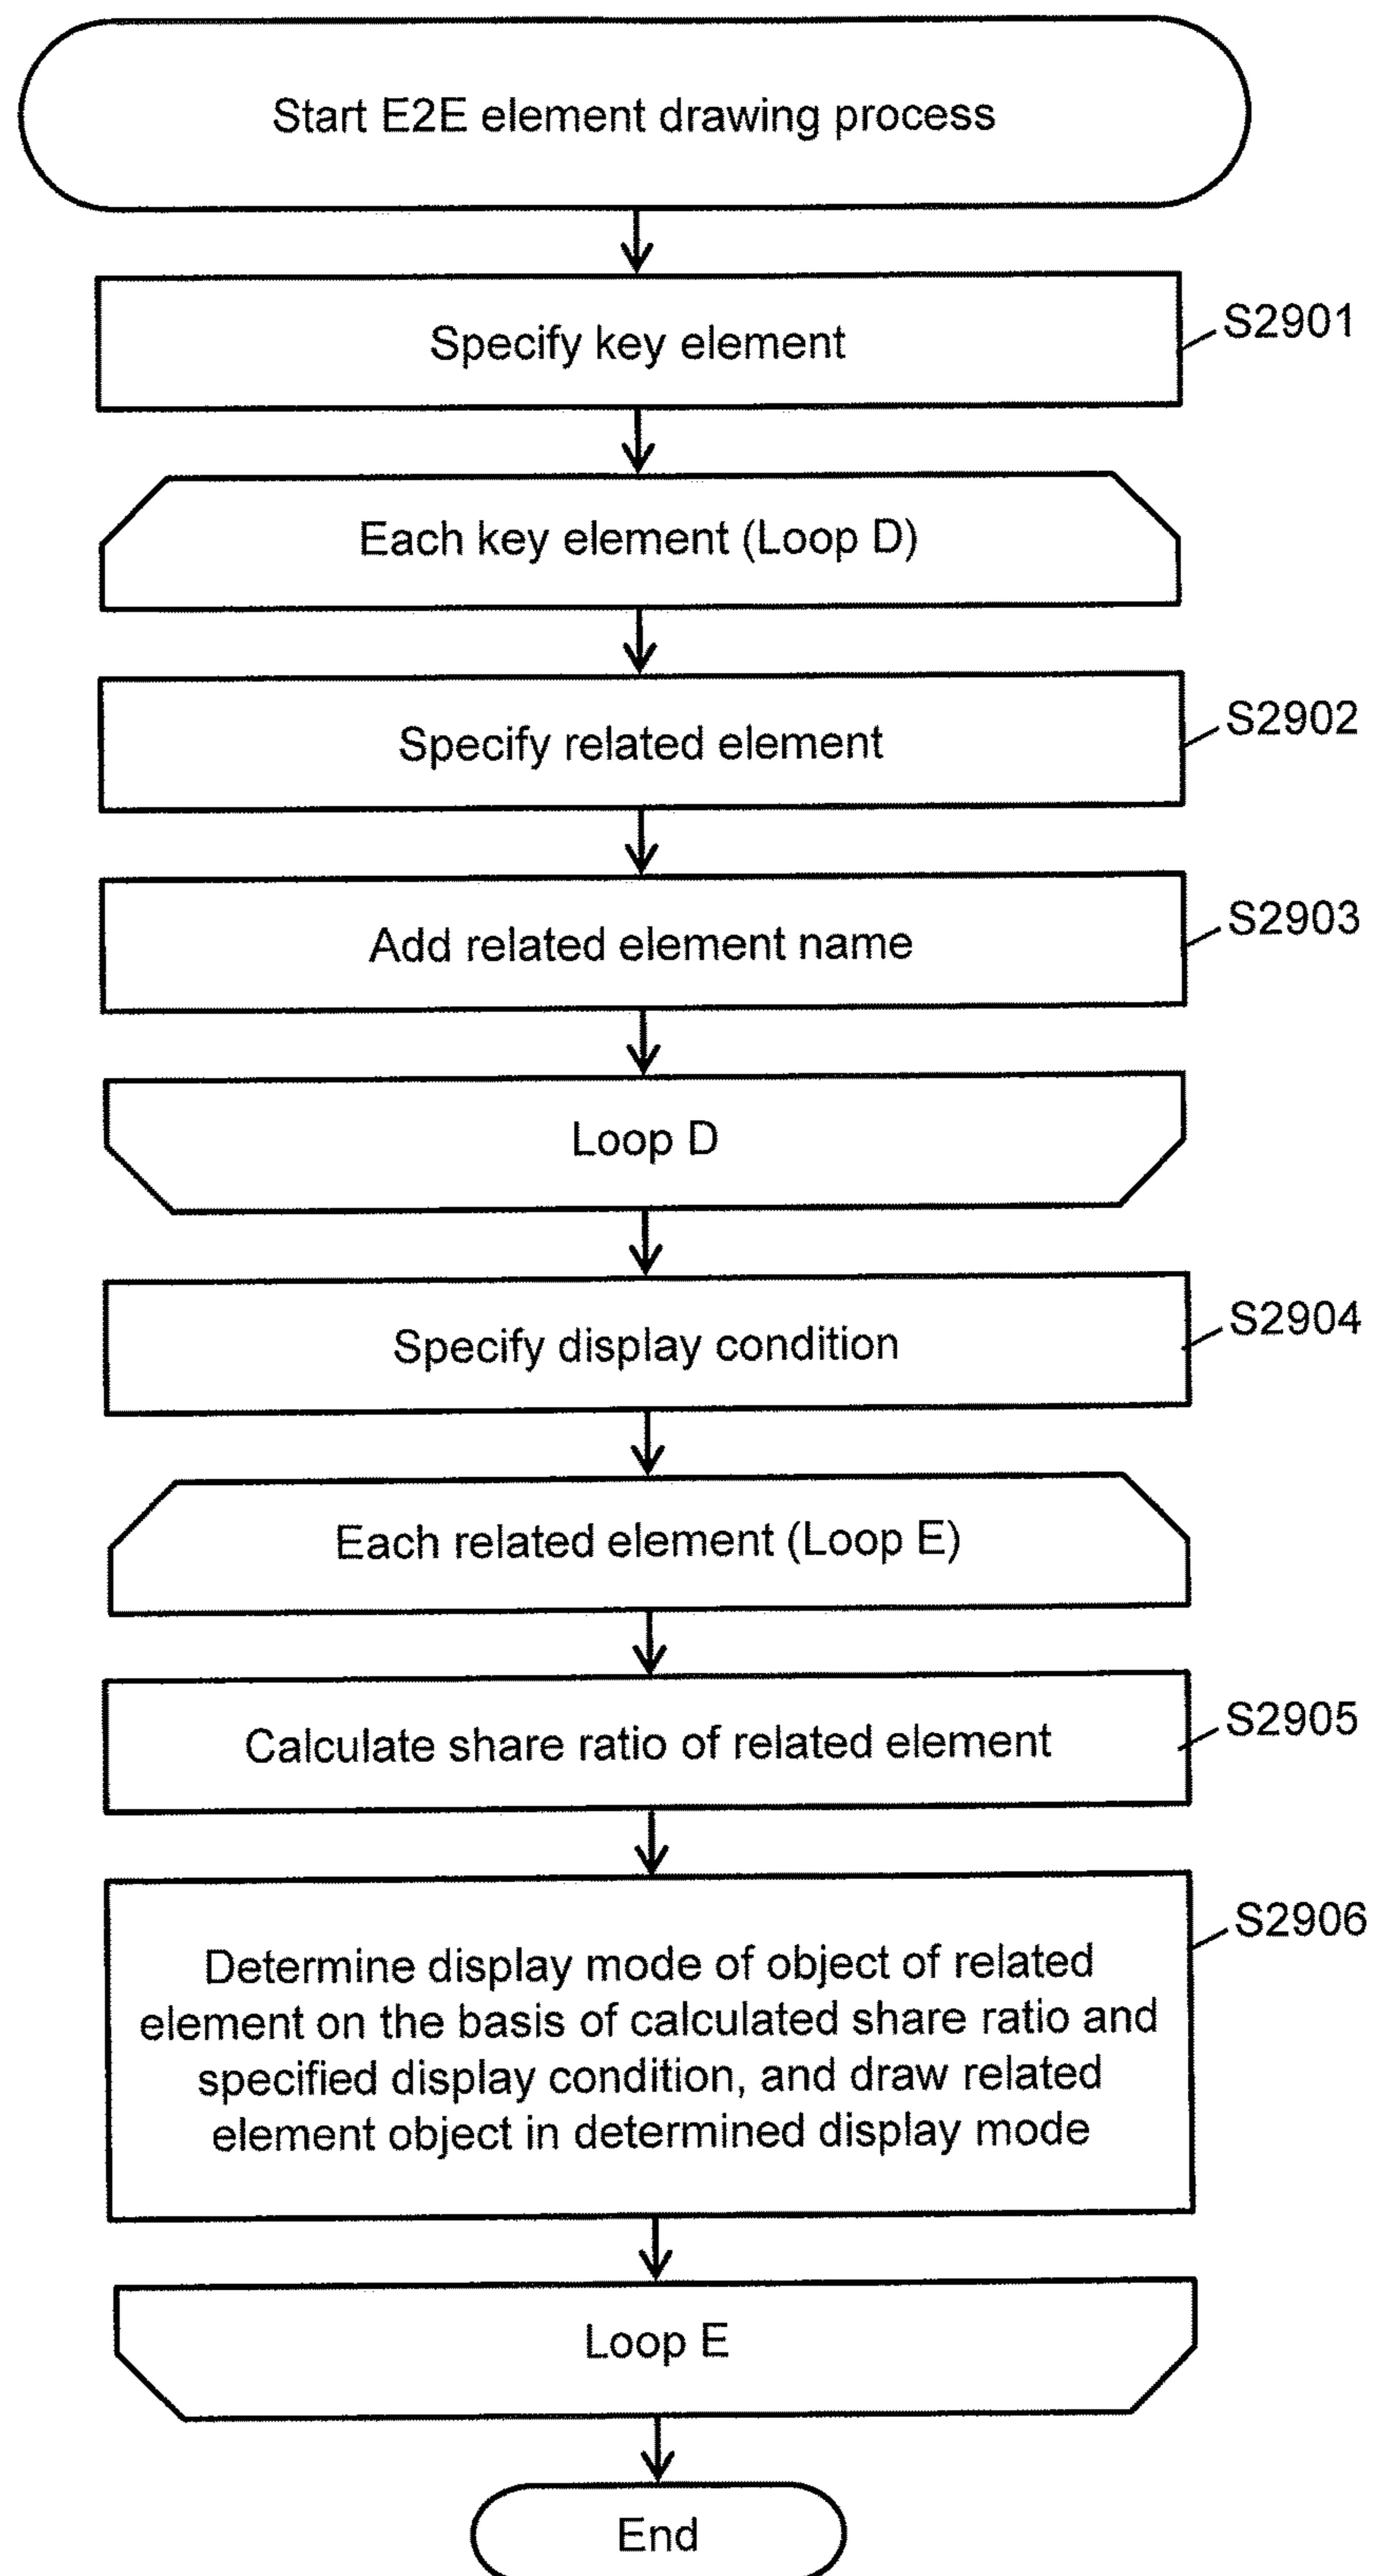 Start E2E element drawing process
Specify key element
S2901
Each key element (Loop D)
Specify related element
S2902
Add related element name
S2903
Loop D
Specify display condition
S2904
Each related element (Loop E)
Calculate share ratio of related element
S2905
Determine display mode of object of related
element on the basis of calculated share ratio and
specified display condition, and draw related
element object in determined display mode
S2906
Loop E
End